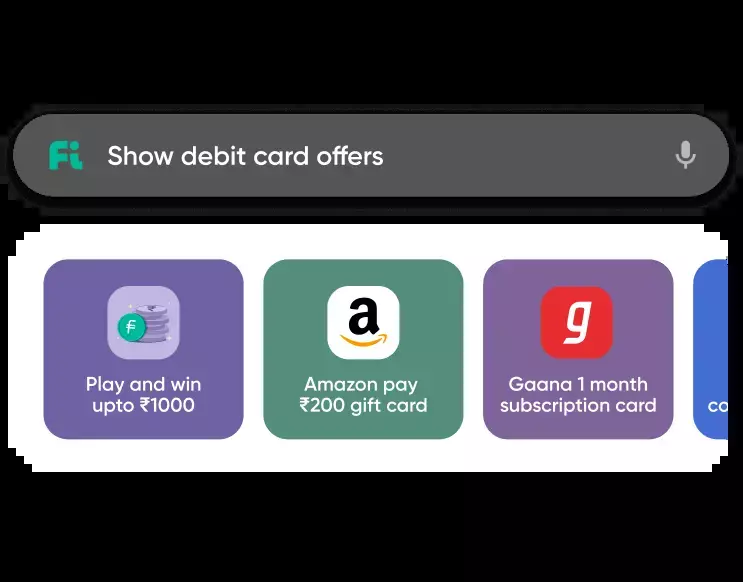 Fi
Show debit card offers
Play and win
upto ₹1000
Amazon pay
₹200 gift card
Gaana 1 month
subscription card
co